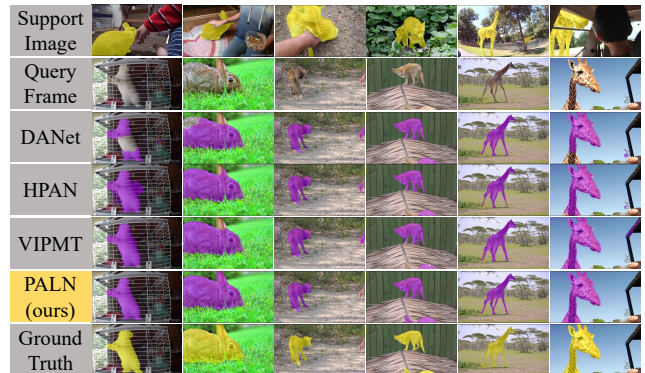 Support
Image
Query
Frame
DANet
HPAN
VIPMT
PALN
(ours)
Ground
Truth